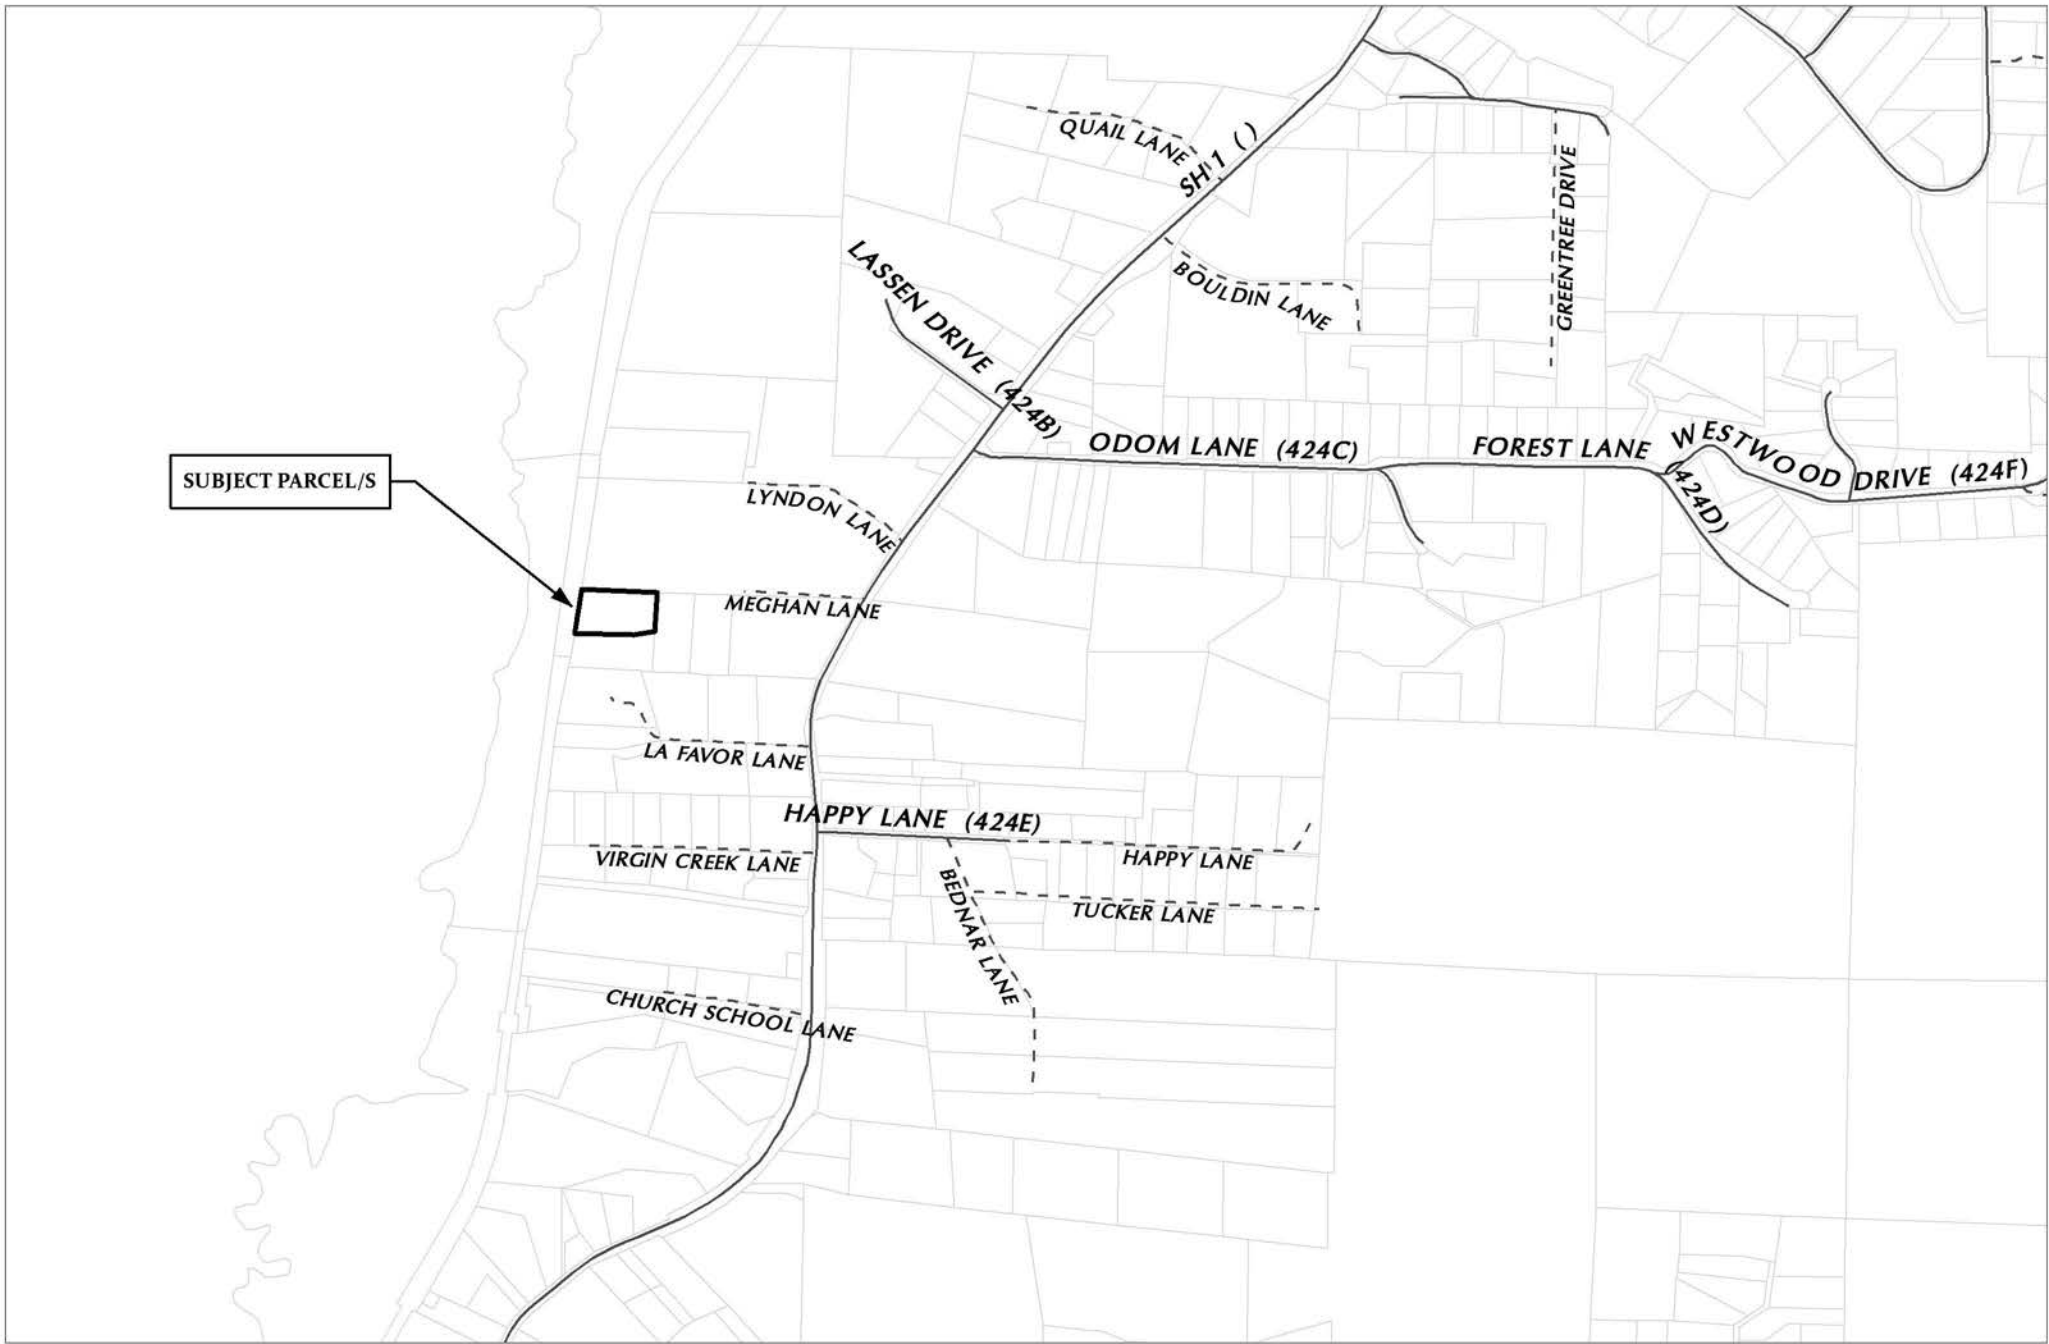 QUAIL LANE
SH 1 ( )
GREENTREE DRIVE
LASSEN DRIVE (424B)
BOULDIN LANE
ODOM LANE (424C)
FOREST LANE (424D)
WESTWOOD DRIVE (424F)
SUBJECT PARCEL/S
LYNDON LANE
MEGHAN LANE
LA FAVOR LANE
HAPPY LANE (424E)
VIRGIN CREEK LANE
HAPPY LANE
BEDNAR LANE
TUCKER LANE
CHURCH SCHOOL LANE